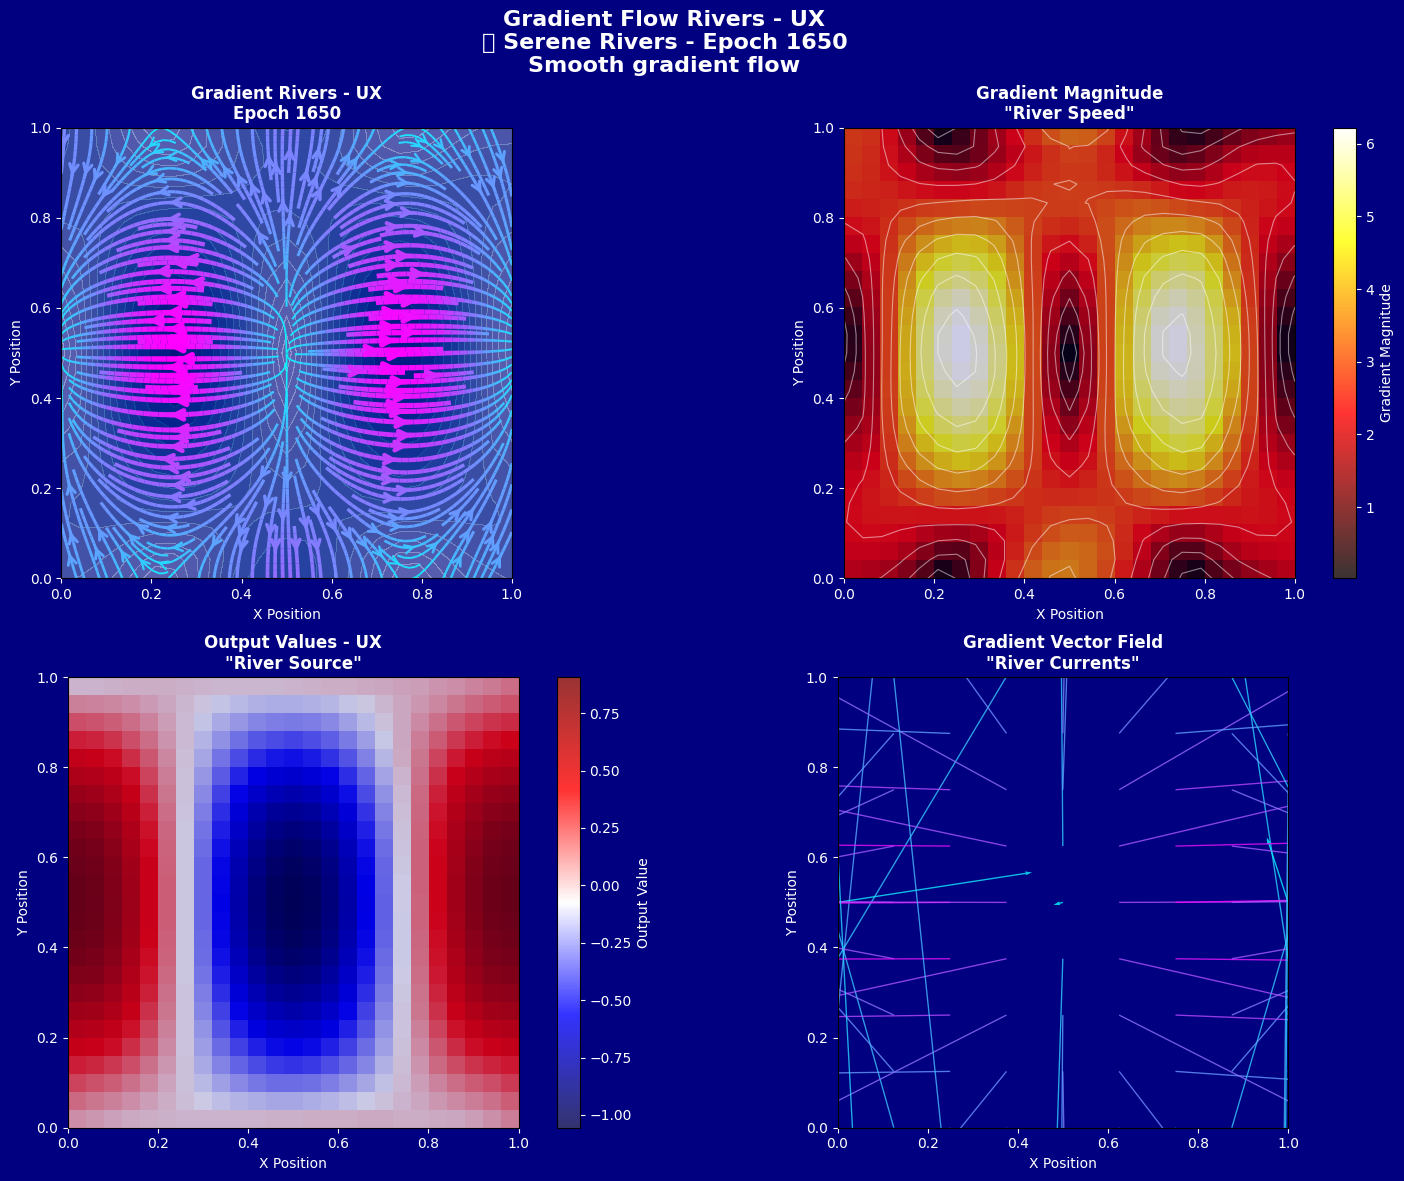 Gradient Flow Rivers - UX
▯ Serene Rivers - Epoch 1650
Smooth gradient flow
Gradient Rivers - UX
Epoch 1650
1.0
0.8
0.6
0.4
0.2
0.0
Y Position
0.0 0.2 0.4 0.6 0.8 1.0
X Position
Gradient Magnitude
"River Speed"
1.0
0.8
0.6
0.4
0.2
0.0
Y Position
0.0 0.2 0.4 0.6 0.8 1.0
X Position
6
5
4
3
2
1
Gradient Magnitude
Output Values - UX
"River Source"
1.0
0.8
0.6
0.4
0.2
0.0
Y Position
0.0 0.2 0.4 0.6 0.8 1.0
X Position
0.75
0.50
0.25
0.00
−0.25
−0.50
−0.75
−1.00
Output Value
Gradient Vector Field
"River Currents"
1.0
0.8
0.6
0.4
0.2
0.0
Y Position
0.0 0.2 0.4 0.6 0.8 1.0
X Position